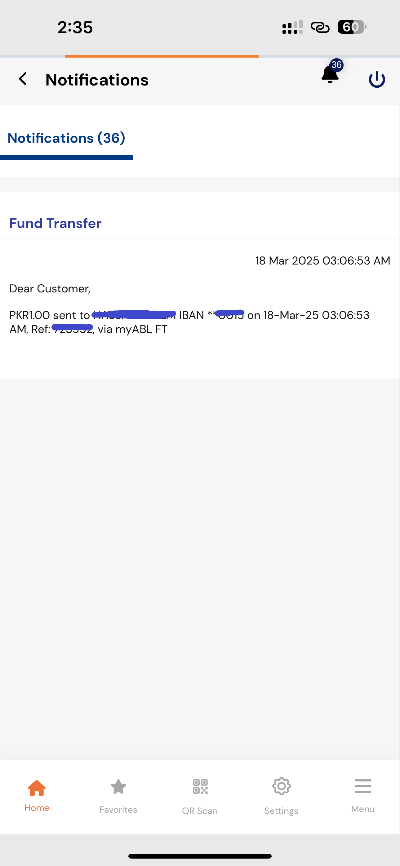 2:35
60
Notifications
36
Notifications (36)
Fund Transfer
18 Mar 2025 03:06:53 AM
Dear Customer,
PKR1.00 sent to IBAN ** on 18-Mar-25 03:06:53
AM, Ref: , via myABL FT
Home
Favorites
QR Scan
Settings
Menu